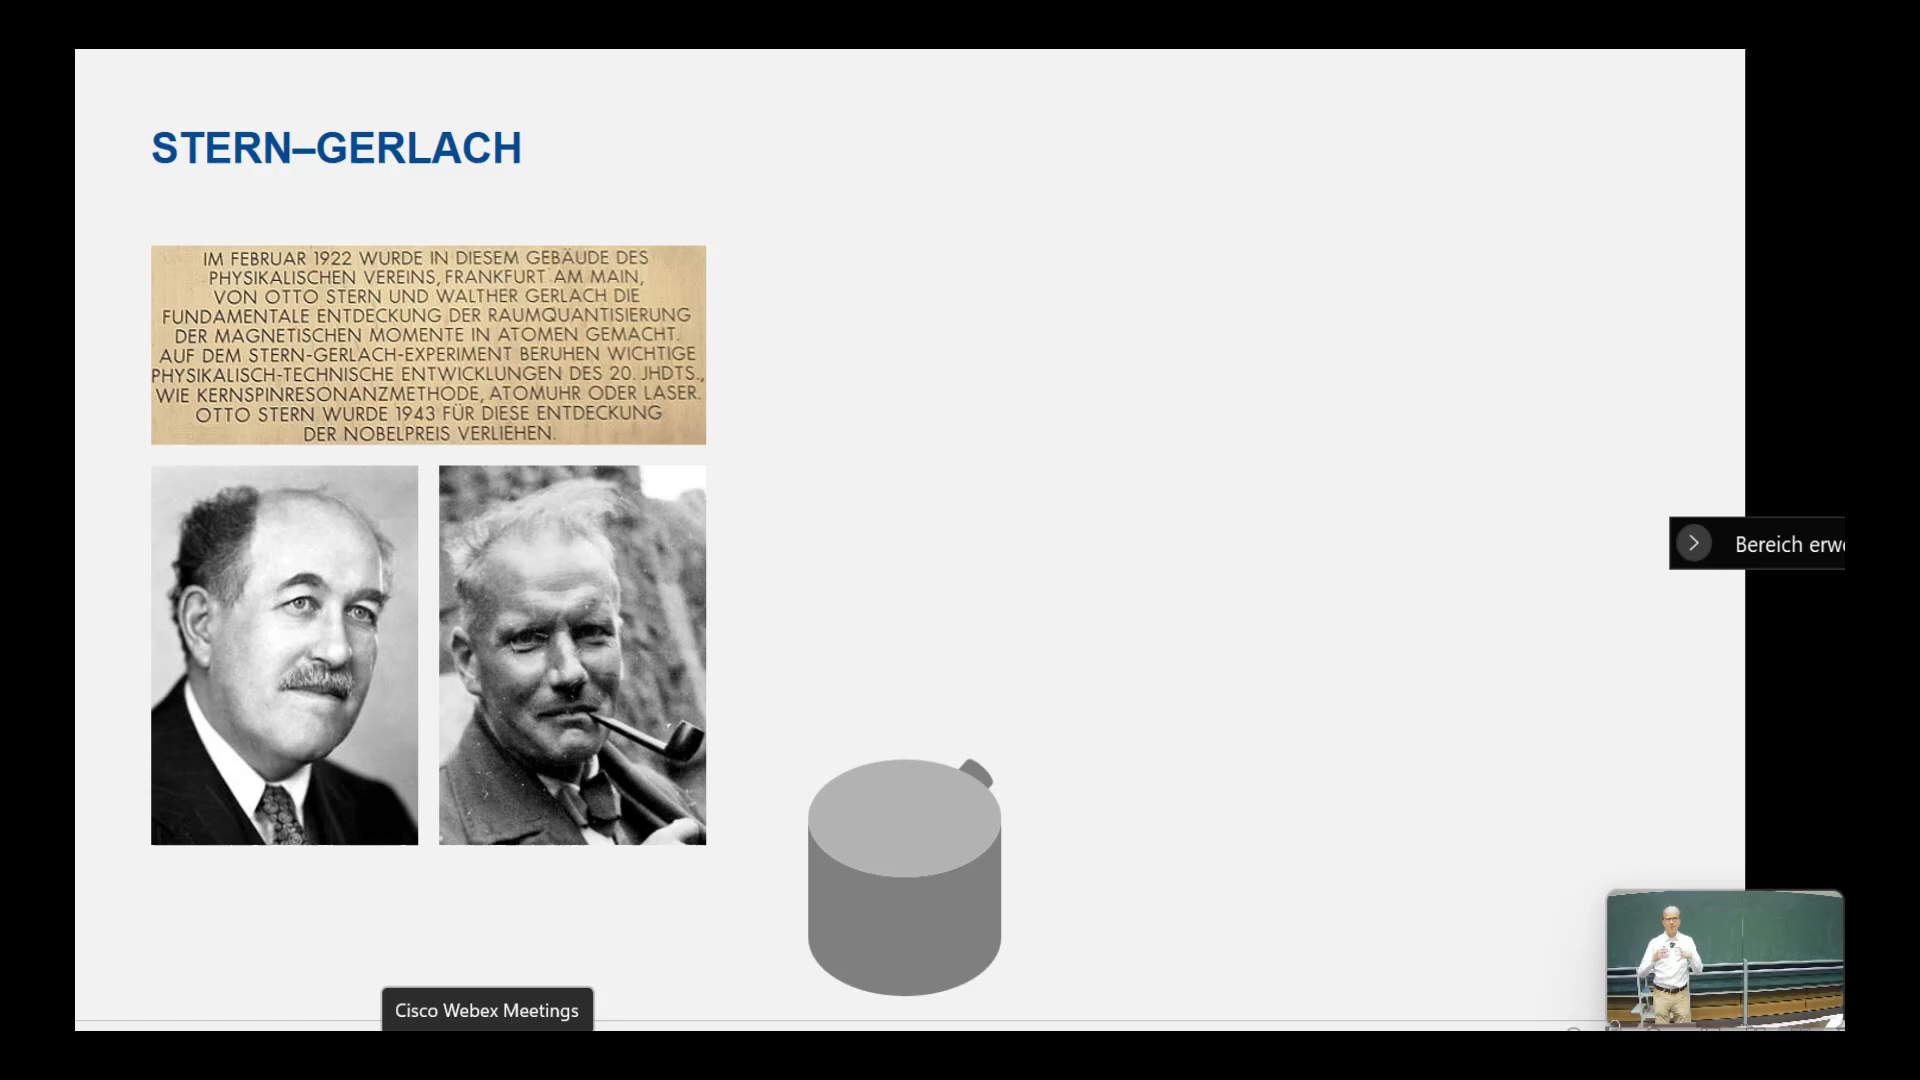 STERN–GERLACH
IM FEBRUAR 1922 WURDE IN DIESEM GEBÄUDE DES
PHYSIKALISCHEN VEREINS, FRANKFURT AM MAIN,
VON OTTO STERN UND WALTHER GERLACH DIE
FUNDAMENTALE ENTDECKUNG DER RAUMQUANTISIERUNG
DER MAGNETISCHEN MOMENTE IN ATOMEN GEMACHT.
AUF DEM STERN-GERLACH-EXPERIMENT BERUHEN WICHTIGE
PHYSIKALISCH-TECHNISCHE ENTWICKLUNGEN DES 20. JHDTS.,
WIE KERNSPINRESONANZMETHODE, ATOMUHR ODER LASER.
OTTO STERN WURDE 1943 FÜR DIESE ENTDECKUNG
DER NOBELPREIS VERLIEHEN.
Bereich erw
Cisco Webex Meetings